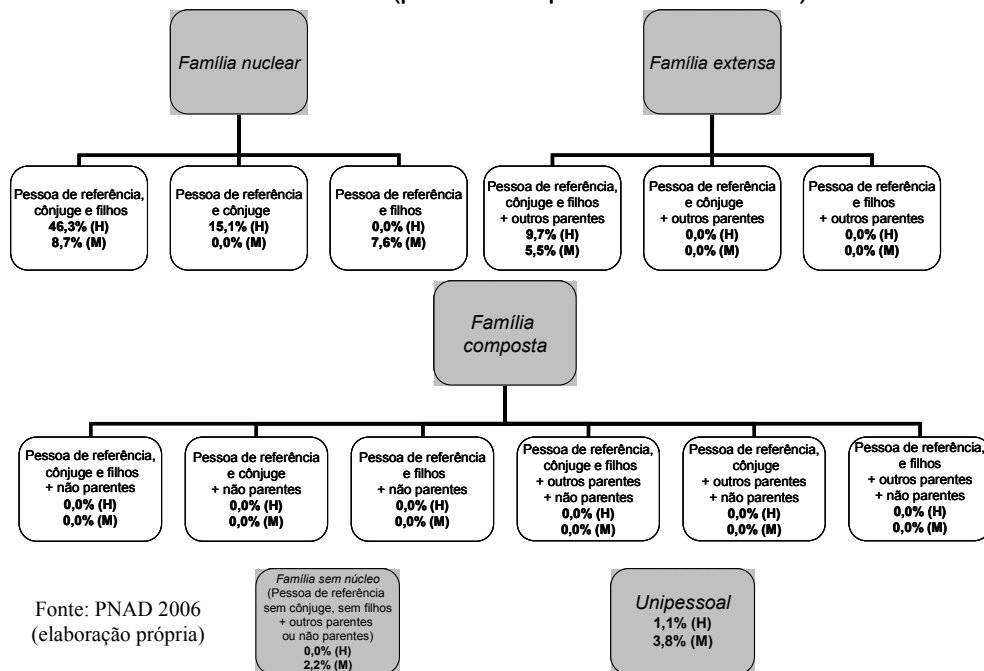 Família nuclear
Família extensa
Pessoa de referência,
cônjuge e filhos
46,3% (H)
8,7% (M)
Pessoa de referência
e cônjuge
15,1% (H)
0,0% (M)
Pessoa de referência
e filhos
0,0% (H)
7,6% (M)
Pessoa de referência,
cônjuge e filhos
+ outros parentes
9,7% (H)
5,5% (M)
Pessoa de referência
e cônjuge
+ outros parentes
0,0% (H)
0,0% (M)
Pessoa de referência
e filhos
+ outros parentes
0,0% (H)
0,0% (M)
Família
composta
Pessoa de referência,
cônjuge e filhos
+ não parentes
0,0% (H)
0,0% (M)
Pessoa de referência
e cônjuge
+ não parentes
0,0% (H)
0,0% (M)
Pessoa de referência
e filhos
+ não parentes
0,0% (H)
0,0% (M)
Pessoa de referência,
cônjuge e filhos
+ outros parentes
+ não parentes
0,0% (H)
0,0% (M)
Pessoa de referência,
cônjuge
+ outros parentes
+ não parentes
0,0% (H)
0,0% (M)
Pessoa de referência,
e filhos
+ outros parentes
+ não parentes
0,0% (H)
0,0% (M)
Fonte: PNAD 2006
(elaboração própria)
Família sem núcleo
(Pessoa de referência
sem cônjuge, sem filhos
+ outros parentes
ou não parentes)
0,0% (H)
2,2% (M)
Unipessoal
1,1% (H)
3,8% (M)